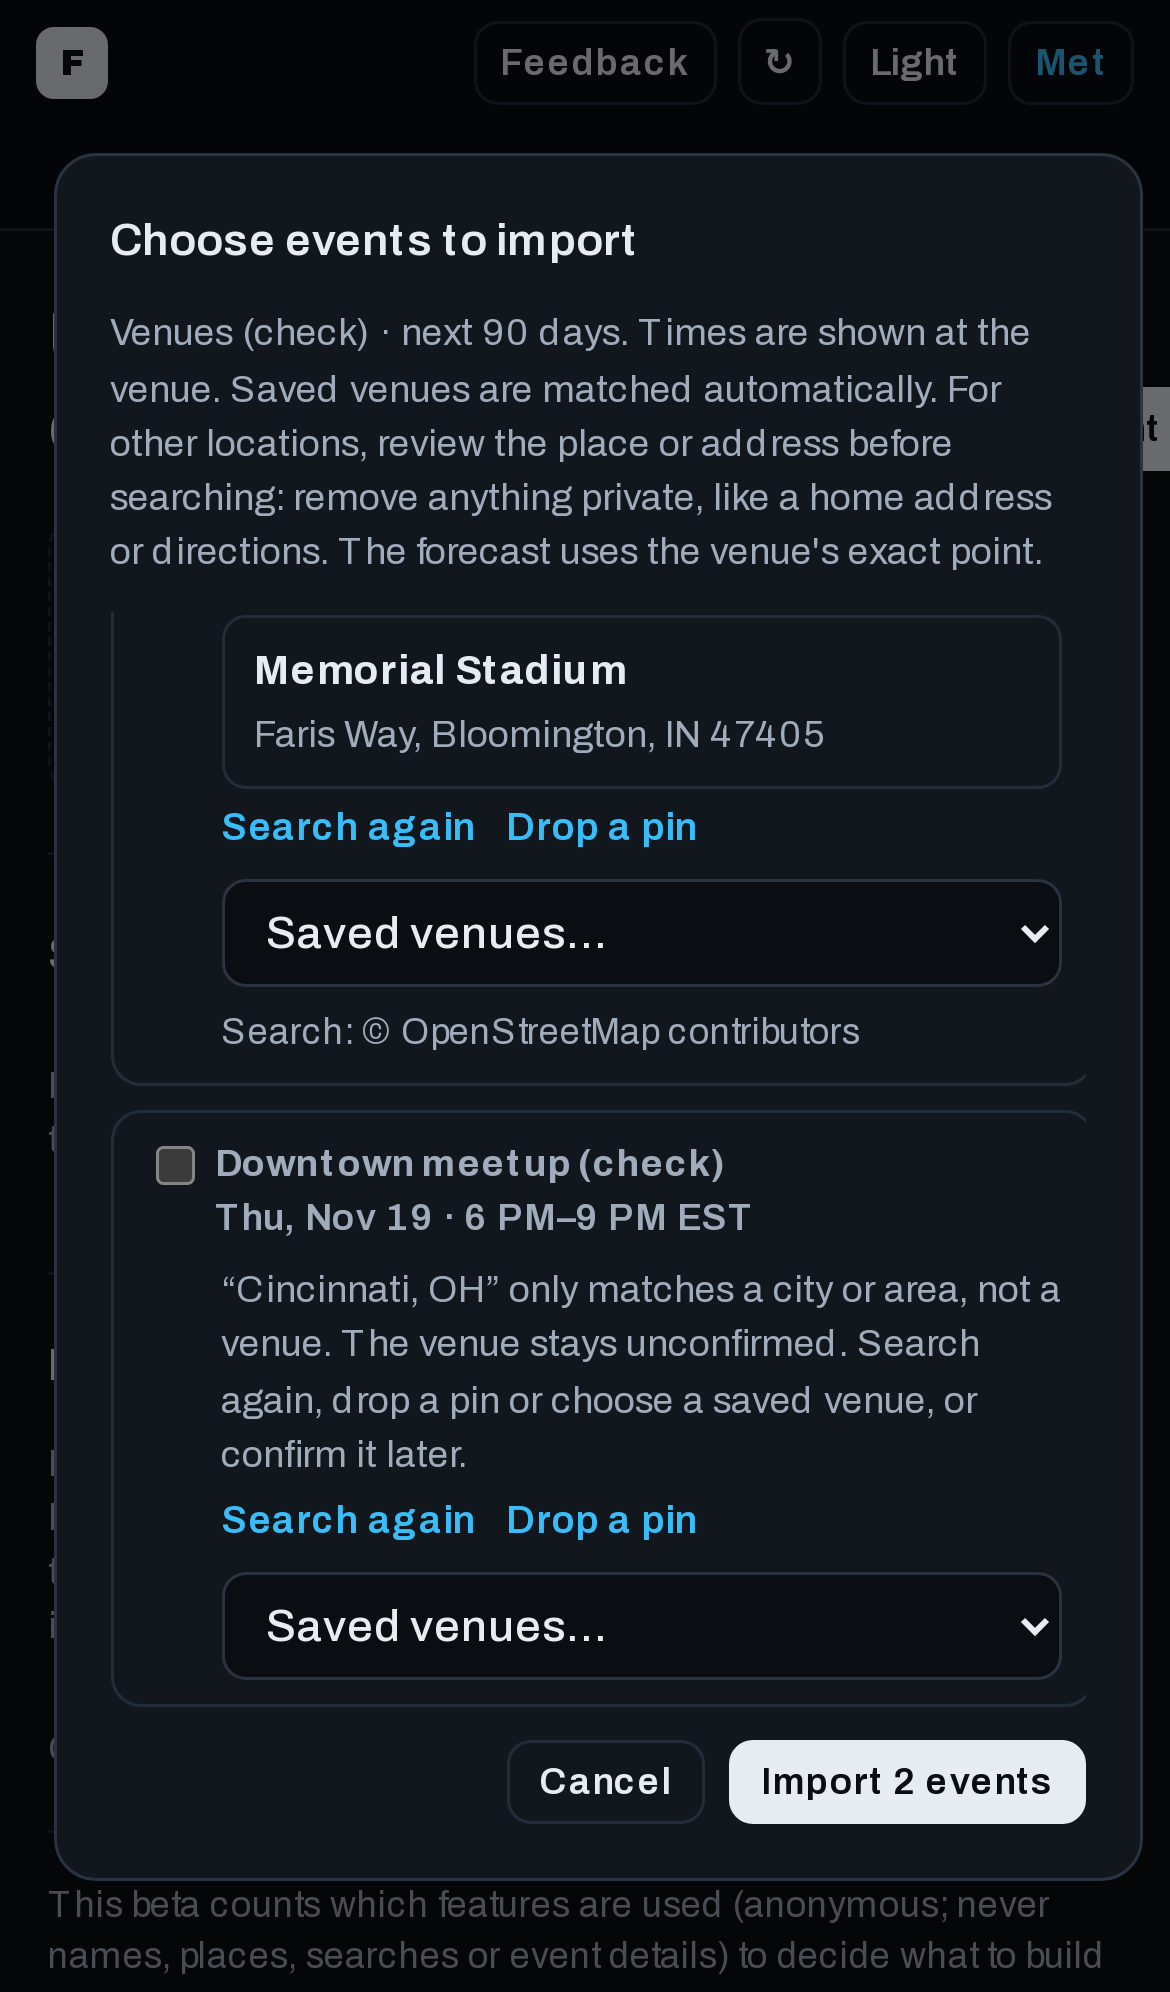 F
Feedback
↻
Light
Met
Choose events to import
Venues (check) · next 90 days. Times are shown at the
venue. Saved venues are matched automatically. For
other locations, review the place or address before
searching: remove anything private, like a home address
or directions. The forecast uses the venue's exact point.
Memorial Stadium
Faris Way, Bloomington, IN 47405
Search again Drop a pin
Saved venues...
Search: © OpenStreetMap contributors
Downtown meetup (check)
Thu, Nov 19 · 6 PM–9 PM EST
“Cincinnati, OH” only matches a city or area, not a
venue. The venue stays unconfirmed. Search
again, drop a pin or choose a saved venue, or
confirm it later.
Search again Drop a pin
Saved venues...
Cancel
Import 2 events
This beta counts which features are used (anonymous; never
names, places, searches or event details) to decide what to build